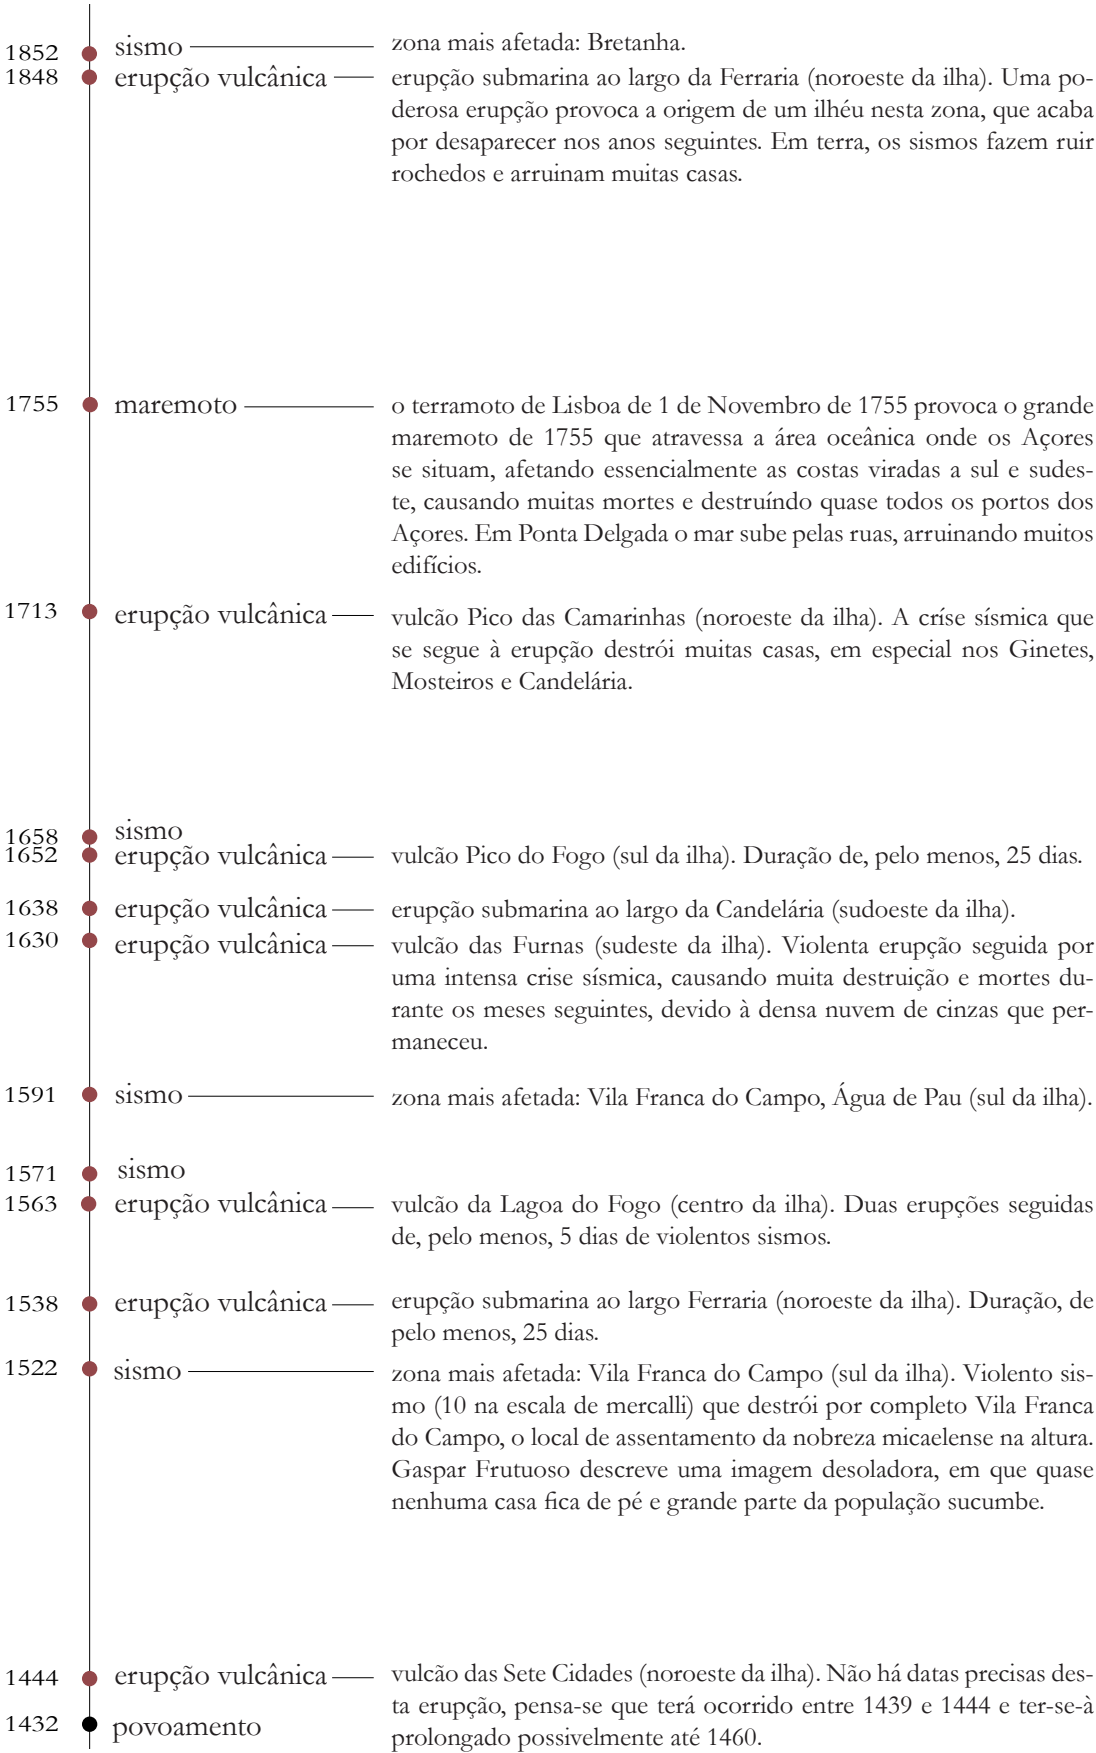 1852 sismo zona mais afetada: Bretanha.
1848 erupção vulcânica erupção submarina ao largo da Ferraria (noroeste da ilha). Uma po-
derosa erupção provoca a origem de um ilhéu nesta zona, que acaba
por desaparecer nos anos seguintes. Em terra, os sismos fazem ruir
rochedos e arruinam muitas casas.
1755 maremoto o terramoto de Lisboa de 1 de Novembro de 1755 provoca o grande
maremoto de 1755 que atravessa a área oceânica onde os Açores
se situam, afetando essencialmente as costas viradas a sul e sudes-
te, causando muitas mortes e destruíndo quase todos os portos dos
Açores. Em Ponta Delgada o mar sube pelas ruas, arruinando muitos
edifícios.
1713 erupção vulcânica vulcão Pico das Camarinhas (noroeste da ilha). A críse sísmica que
se segue à erupção destrói muitas casas, em especial nos Ginetes,
Mosteiros e Candelária.
1658 sismo
1652 erupção vulcânica vulcão Pico do Fogo (sul da ilha). Duração de, pelo menos, 25 dias.
1638 erupção vulcânica erupção submarina ao largo da Candelária (sudoeste da ilha).
1630 erupção vulcânica vulcão das Furnas (sudeste da ilha). Violenta erupção seguida por
uma intensa crise sísmica, causando muita destruição e mortes du-
rante os meses seguintes, devido à densa nuvem de cinzas que per-
maneceu.
1591 sismo zona mais afetada: Vila Franca do Campo, Água de Pau (sul da ilha).
1571 sismo
1563 erupção vulcânica vulcão da Lagoa do Fogo (centro da ilha). Duas erupções seguidas
de, pelo menos, 5 dias de violentos sismos.
1538 erupção vulcânica erupção submarina ao largo Ferraria (noroeste da ilha). Duração, de
pelo menos, 25 dias.
1522 sismo zona mais afetada: Vila Franca do Campo (sul da ilha). Violento sis-
mo (10 na escala de mercalli) que destrói por completo Vila Franca
do Campo, o local de assentamento da nobreza micaelense na altura.
Gaspar Frutuoso descreve uma imagem desoladora, em que quase
nenhuma casa fica de pé e grande parte da população sucumbe.
1444 erupção vulcânica vulcão das Sete Cidades (noroeste da ilha). Não há datas precisas des-
ta erupção, pensa-se que terá ocorrido entre 1439 e 1444 e ter-se-à
1432 povoamento prolongado possivelmente até 1460.